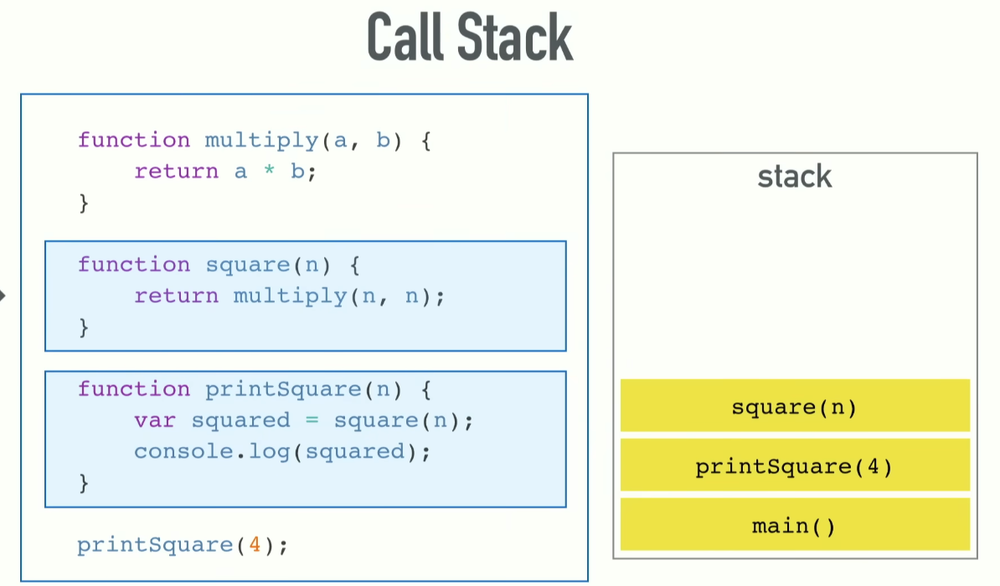 Call Stack
function multiply(a, b) {
    return a * b;
}
function square(n) {
    return multiply(n, n);
}
function printSquare(n) {
    var squared = square(n);
    console.log(squared);
}
printSquare(4);
stack
square(n)
printSquare(4)
main()